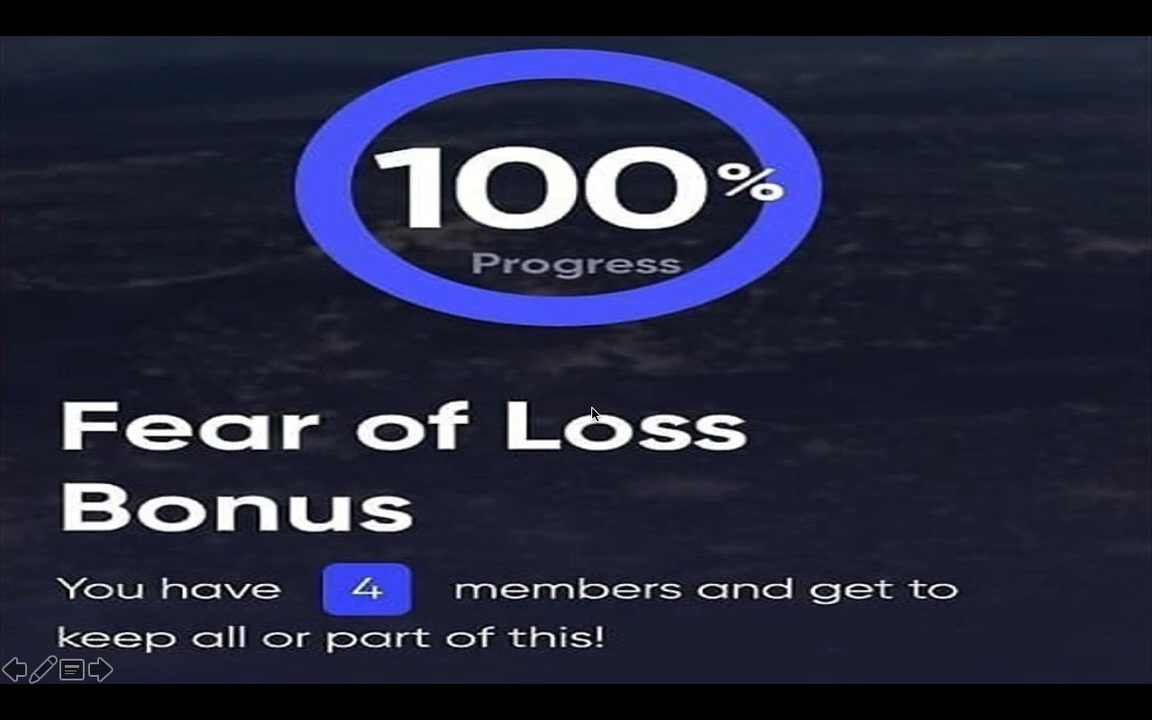 100%
Progress
Fear of Loss
Bonus
You have 4 members and get to
keep all or part of this!